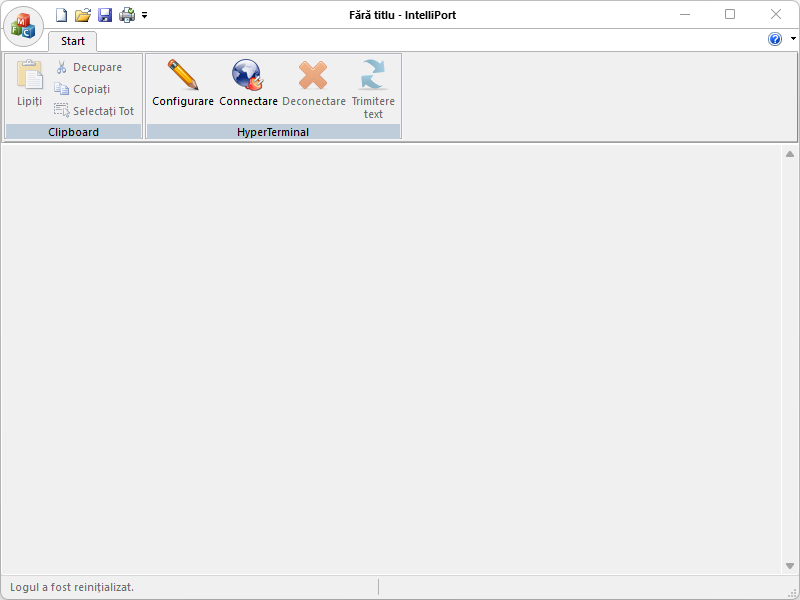 Fără titlu - IntelliPort
Start
Lipiți
Decupare
Copiați
Selectați Tot
Clipboard
Configurare
Connectare
Deconectare
Trimitere
text
HyperTerminal
Logul a fost reinițializat.